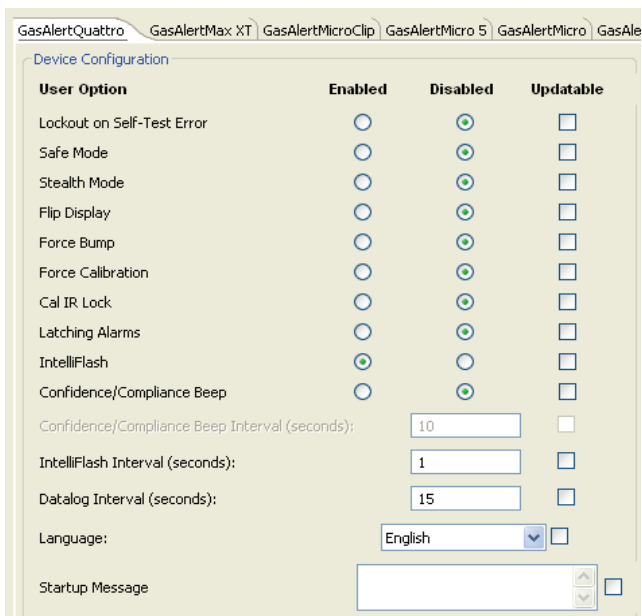 GasAlertQuattro GasAlertMax XT GasAlertMicroClip GasAlertMicro 5 GasAlertMicro GasAle
Device Configuration
User Option Enabled Disabled Updatable
Lockout on Self-Test Error
Safe Mode
Stealth Mode
Flip Display
Force Bump
Force Calibration
Cal IR Lock
Latching Alarms
IntelliFlash
Confidence/Compliance Beep
Confidence/Compliance Beep Interval (seconds): 10
IntelliFlash Interval (seconds): 1
Datalog Interval (seconds): 15
Language: English
Startup Message